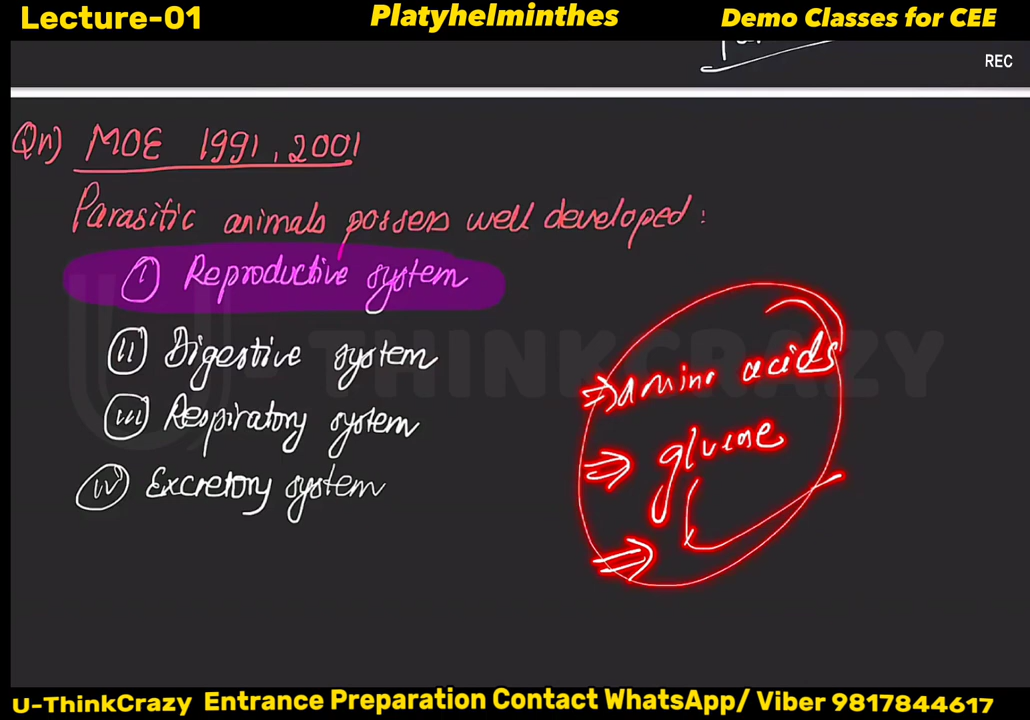 Lecture-01 Platyhelminthes Demo Classes for CEE
REC
Qn) MOE 1991, 2001
Parasitic animals possess well developed :
(i) Reproductive system
(ii) Digestive system
(iii) Respiratory system
(iv) Excretory system
⇒ amino acids
⇒
⇒
U-THINKCRAZY
U-ThinkCrazy Entrance Preparation Contact WhatsApp/ Viber 9817844617